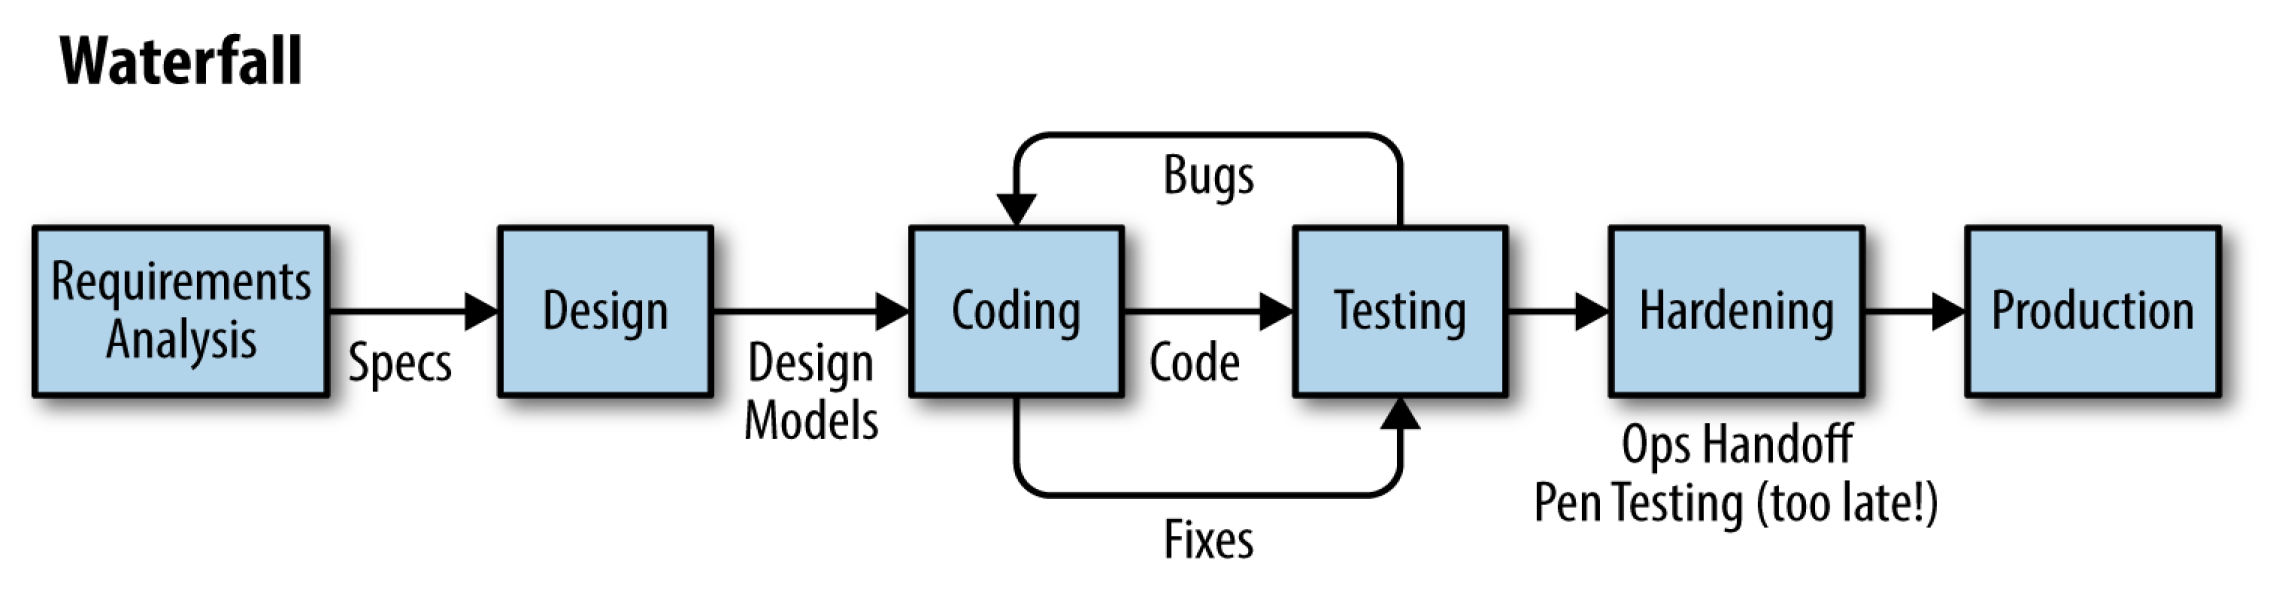 Waterfall
Bugs
Requirements
Analysis
Specs
Design
Design
Models
Coding
Code
Testing
Fixes
Hardening
Ops Handoff
Pen Testing (too late!)
Production